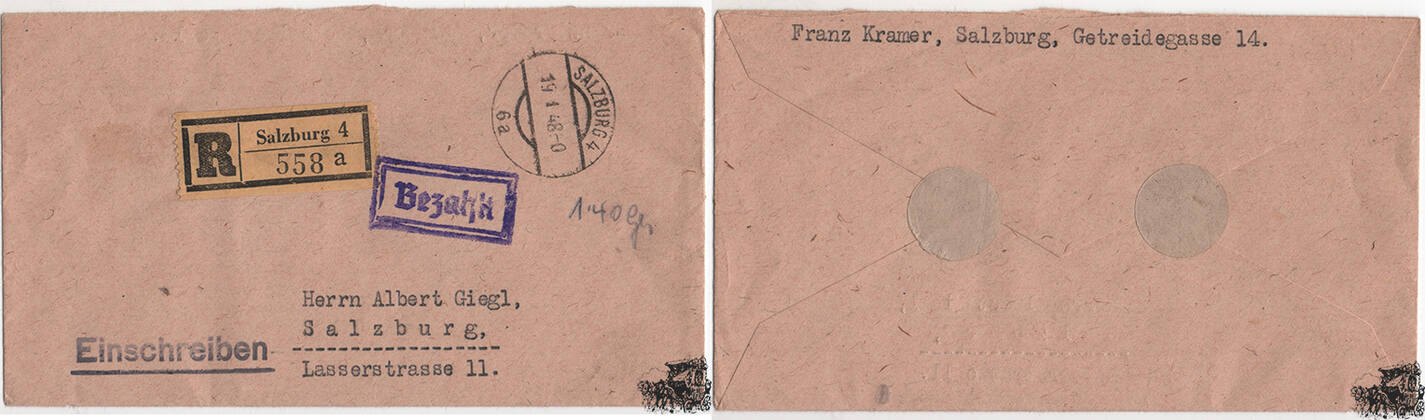 SALZBURG 4
19 1 48-0
6a
R
Salzburg 4
558 a
Bezahlt
1.40 Gr
Herrn Albert Giegl,
Salzburg,
Einschreiben
Lasserstrasse 11.
Franz Kramer, Salzburg, Getreidegasse 14.